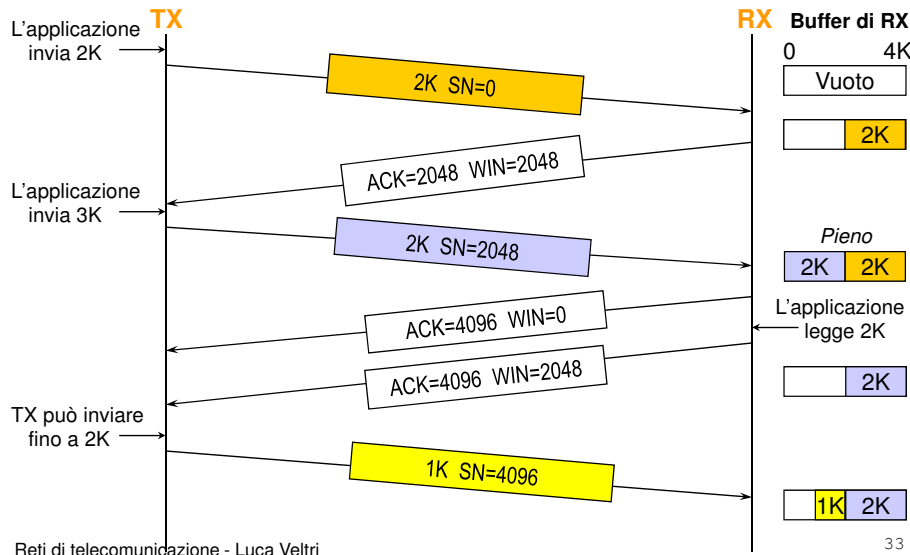 TX
RX
Buffer di RX
L'applicazione
invia 2K
0 4K
2K SN=0
Vuoto
2K
ACK=2048 WIN=2048
L'applicazione
invia 3K
2K SN=2048
Pieno
2K 2K
ACK=4096 WIN=0
L'applicazione
legge 2K
ACK=4096 WIN=2048
2K
TX può inviare
fino a 2K
1K SN=4096
1K 2K
Reti di telecomunicazione - Luca Veltri
33